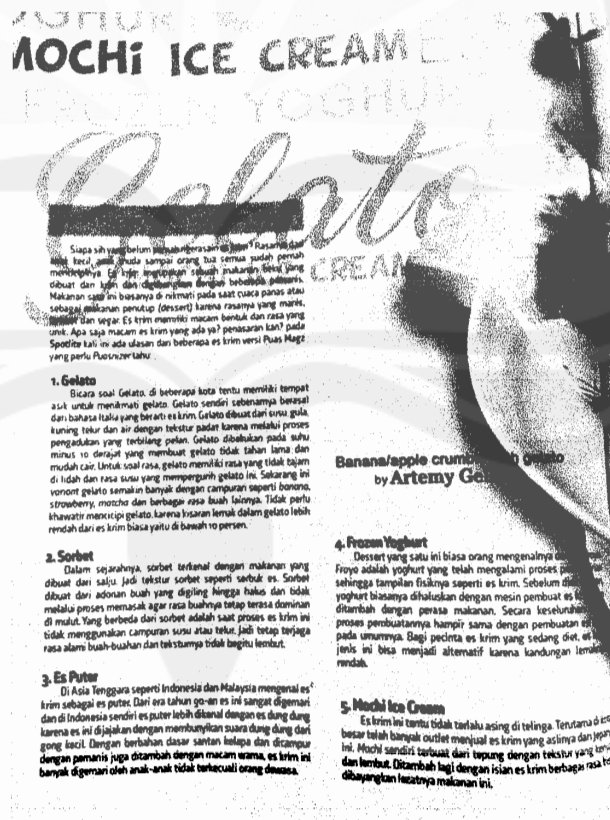 YOGHURT
MOCHi ICE CREAM
FROZEN YOGHUR
Gelato
CREAM
Siapa sih yang belum pernah ngerasain es krim? Rasanya dari
kecil, muda sampai orang tua semua sudah pernah
mencicipinya. Es krim merupakan sebuah makanan beku yang
dibuat dari krim dan digabungkan dengan beberapa pemanis.
Makanan satu ini biasanya di nikmati pada saat cuaca panas atau
sebagai makanan penutup (dessert) karena rasanya yang manis,
dan segar. Es krim memiliki macam bentuk dan rasa yang
unik. Apa saja macam es krim yang ada ya? penasaran kan? pada
Spotlite kali ini ada ulasan dan beberapa es krim versi Puas Magz
yang perlu Puasmizer tahu
1. Gelato
Bicara soal Gelato, di beberapa kota tentu memiliki tempat
asik untuk menikmati gelato. Gelato sendiri sebenarnya berasal
dari bahasa Italia yang berarti es krim. Gelato dibuat dari susu, gula,
kuning telur dan air dengan tekstur padat karena melalui proses
pengadukan yang terbilang pelan. Gelato dibekukan pada suhu
minus 10 derajat yang membuat gelato tidak tahan lama dan
mudah cair. Untuk soal rasa, gelato memiliki rasa yang tidak tajam
di lidah dan rasa susu yang mempergurih gelato ini. Sekarang ini
variant gelato semakin banyak dengan campuran seperti banana,
strawberry, matcha dan berbagai rasa buah lainnya. Tidak perlu
khawatir mencicipi gelato, karena kisaran lemak dalam gelato lebih
rendah dari es krim biasa yaitu di bawah 10 persen.
2. Sorbet
Dalam sejarahnya, sorbet terkenal dengan makanan yang
dibuat dari salju. Jadi tekstur sorbet seperti serbuk es. Sorbet
dibuat dari adonan buah yang digiling hingga halus dan tidak
melalui proses memasak agar rasa buahnya tetap terasa dominan
di mulut. Yang berbeda dari sorbet adalah saat proses es krim ini
tidak menggunakan campuran susu atau telur. Jadi tetap terjaga
rasa alami buah-buahan dan teksturnya tidak begitu lembut.
3. Es Puter
Di Asia Tenggara seperti Indonesia dan Malaysia mengenal es
krim sebagai es puter. Dari era tahun 90-an es ini sangat digemari
dan di Indonesia sendiri es puter lebih dikenal dengan es dung dung
karena es ini dijajakan dengan membunyikan suara dung dung dari
gong kecil. Dengan berbahan dasar santan kelapa dan dicampur
dengan pemanis juga ditambah dengan macam warna, es krim ini
banyak digemari oleh anak-anak tidak terkecuali orang dewasa.
Banana/apple crumb gelato
by Artemy
4. Frozen Yoghurt
Dessert yang satu ini biasa orang mengenalnya
Froyo adalah yoghurt yang telah mengalami proses
sehingga tampilan fisiknya seperti es krim. Sebelum
yoghurt biasanya dihaluskan dengan mesin pembuat es
ditambah dengan perasa makanan. Secara keseluruhan
proses pembuatannya hampir sama dengan pembuatan
pada umumnya. Bagi pecinta es krim yang sedang diet, es
jenis ini bisa menjadi alternatif karena kandungan lemak
rendah.
5. Mochi Ice Cream
Es krim ini tentu tidak terlalu asing di telinga. Terutama di
besar telah banyak outlet menjual es krim yang aslinya dari Jepang
ini. Mochi sendiri terbuat dari tepung dengan tekstur yang kenyal
dan lembut. Ditambah lagi dengan isian es krim berbagai rasa
dibayangkan lezatnya makanan ini.